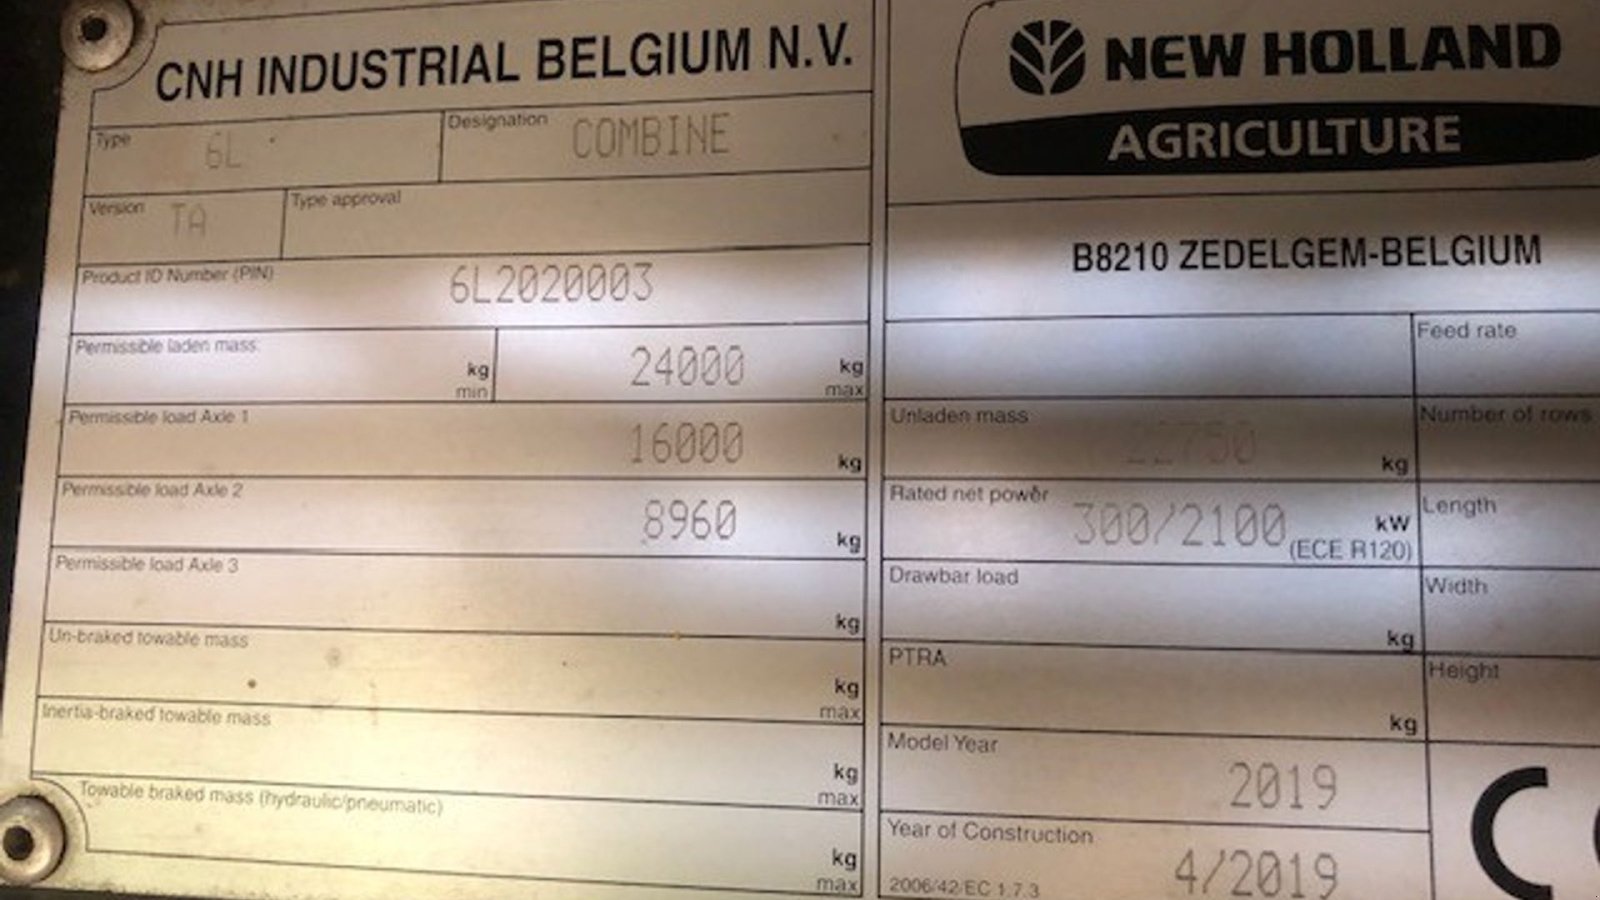 CNH INDUSTRIAL BELGIUM N.V.
Type 6L
Designation COMBINE
Version TA
Type approval
Product ID Number (PIN) 6L2020003
Permissible laden mass kg min 24000 kg max
Permissible load Axle 1 16000 kg
Permissible load Axle 2 8960 kg
Permissible load Axle 3 kg
Un-braked towable mass kg max
Inertia-braked towable mass kg max
Towable braked mass (hydraulic/pneumatic) kg max
NEW HOLLAND
AGRICULTURE
B8210 ZEDELGEM-BELGIUM
Feed rate
Unladen mass kg
Number of rows
Rated net power 300/2100 kW (ECE R120)
Length
Drawbar load kg
Width
PTRA kg
Height
Model Year 2019
Year of Construction 4/2019
2006/42/EC 1.7.3